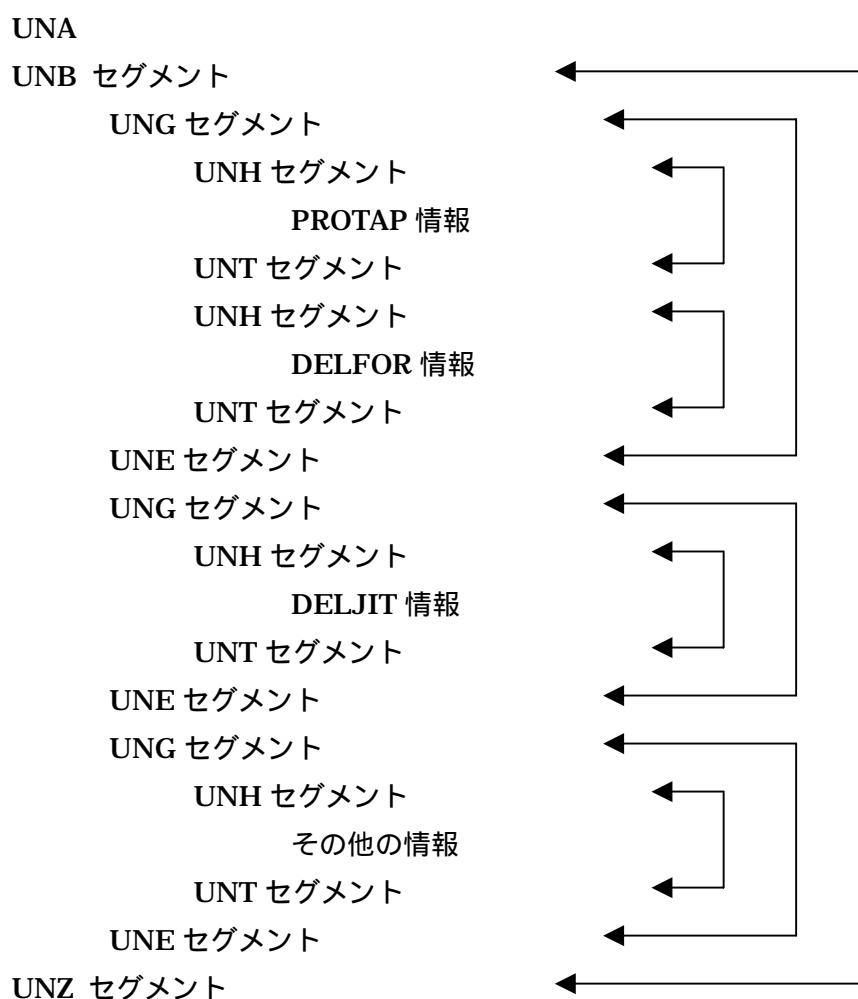 UNA
UNB セグメント
UNG セグメント
UNH セグメント
PROTAP 情報
UNT セグメント
UNH セグメント
DELFOR 情報
UNT セグメント
UNE セグメント
UNG セグメント
UNH セグメント
DELJIT 情報
UNT セグメント
UNE セグメント
UNG セグメント
UNH セグメント
その他の情報
UNT セグメント
UNE セグメント
UNZ セグメント